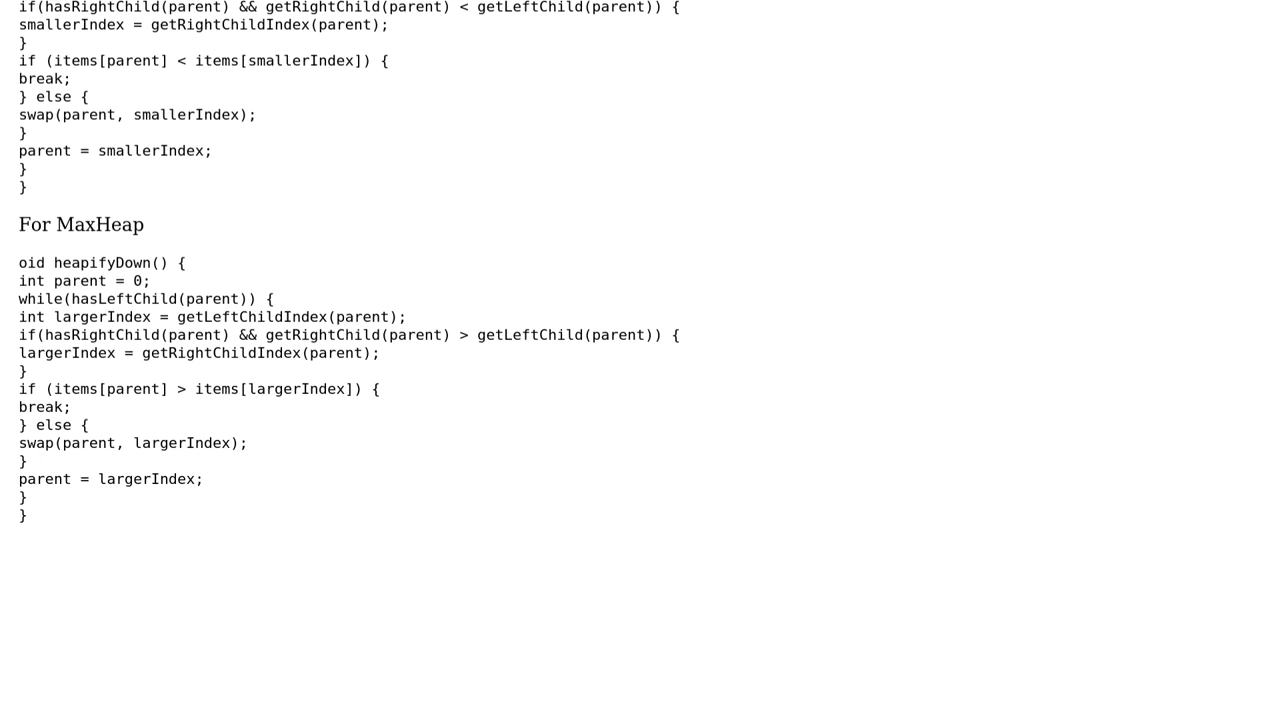 if(hasRightChild(parent) && getRightChild(parent) < getLeftChild(parent)) {
smallerIndex = getRightChildIndex(parent);
}
if (items[parent] < items[smallerIndex]) {
break;
} else {
swap(parent, smallerIndex);
}
parent = smallerIndex;
}
}
For MaxHeap
oid heapifyDown() {
int parent = 0;
while(hasLeftChild(parent)) {
int largerIndex = getLeftChildIndex(parent);
if(hasRightChild(parent) && getRightChild(parent) > getLeftChild(parent)) {
largerIndex = getRightChildIndex(parent);
}
if (items[parent] > items[largerIndex]) {
break;
} else {
swap(parent, largerIndex);
}
parent = largerIndex;
}
}